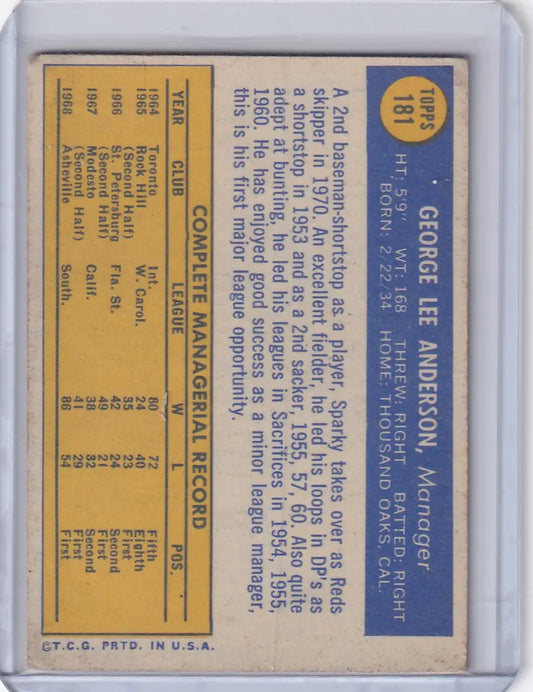 TOPPS
181
GEORGE LEE ANDERSON, Manager
HT: 5'9" WT: 168 THREW: RIGHT BATTED: RIGHT
BORN: 2/22/34 HOME: THOUSAND OAKS, CAL.
A 2nd baseman-shortstop as a player, Sparky takes over as Reds
skipper in 1970. An excellent fielder, he led his loops in DP's as
a shortstop in 1953 and as a 2nd sacker, 1955, 57, 60. Also quite
adept at bunting, he led his leagues in Sacrifices in 1954, 1955,
1960. He has enjoyed good success as a minor league manager,
this is his first major league opportunity.
COMPLETE MANAGERIAL RECORD
YEAR CLUB LEAGUE W L POS.
1964 Toronto Int. 80 72 Fifth
1965 Rock Hill W. Carol. 24 40 Eighth
(Second Half) 35 23 First
1966 St. Petersburg Fla. St. 42 24 Second
(Second Half) 49 21 First
1967 Modesto Calif. 38 32 Second
(Second Half) 41 29 First
1968 Asheville South. 86 54 First
©T.C.G. PRTD. IN U.S.A.